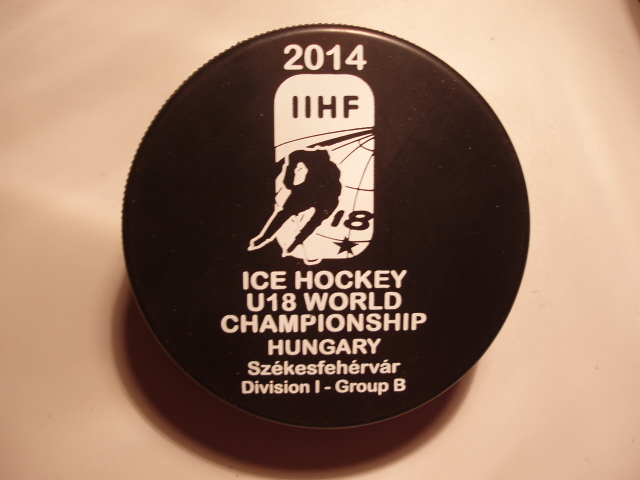 2014
IIHF
18
ICE HOCKEY
U18 WORLD
CHAMPIONSHIP
HUNGARY
Székesfehérvár
Division I - Group B